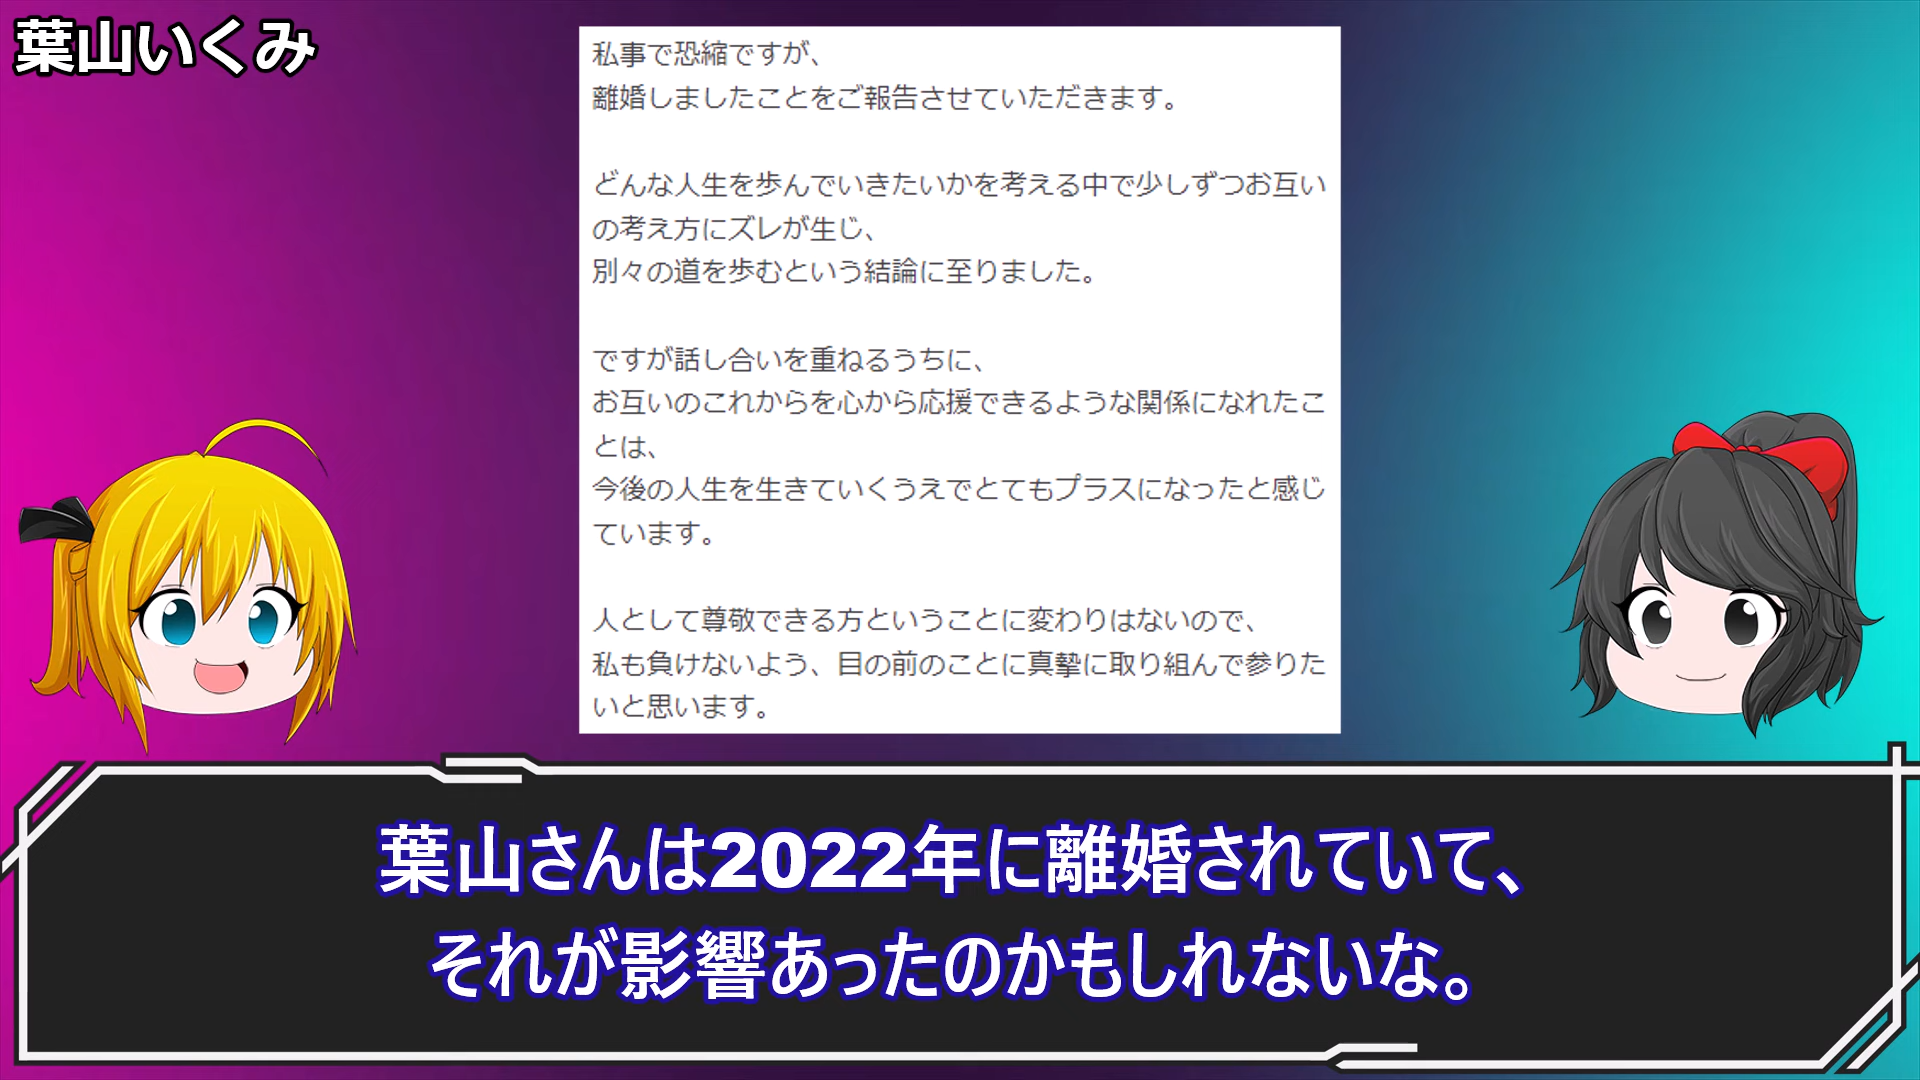 葉山いくみ
私事で恐縮ですが、
離婚しましたことをご報告させていただきます。
どんな人生を歩んでいきたいかを考える中で少しずつお互い
の考え方にズレが生じ、
別々の道を歩むという結論に至りました。
ですが話し合いを重ねるうちに、
お互いのこれからを心から応援できるような関係になれたこ
とは、
今後の人生を生きていくうえでとてもプラスになったと感じ
ています。
人として尊敬できる方ということに変わりはないので、
私も負けないよう、目の前のことに真摯に取り組んで参りた
いと思います。
葉山さんは2022年に離婚されていて、
それが影響あったのかもしれないな。